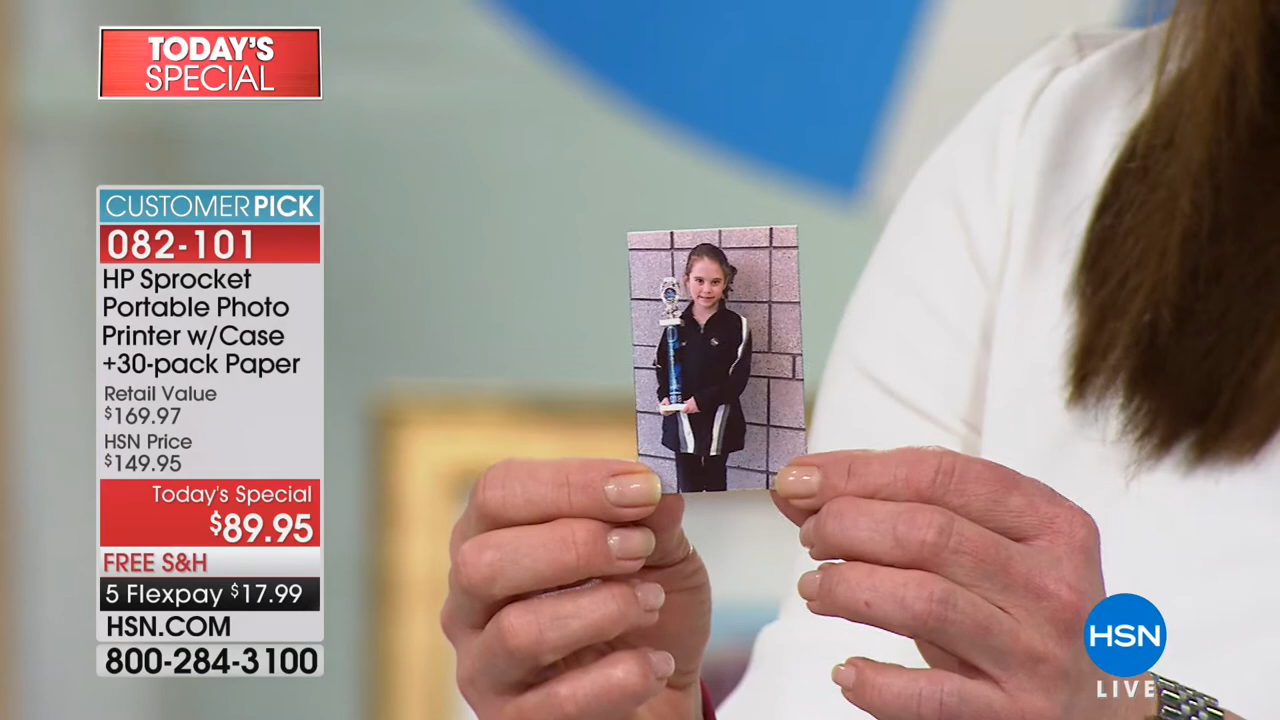 TODAY'S
SPECIAL
CUSTOMERPICK
082-101
HP Sprocket
Portable Photo
Printer w/Case
+30-pack Paper
Retail Value
$169.97
HSN Price
$149.95
Today's Special
$89.95
FREE S&H
5 Flexpay $17.99
HSN.COM
800-284-3100
HSN
LIVE